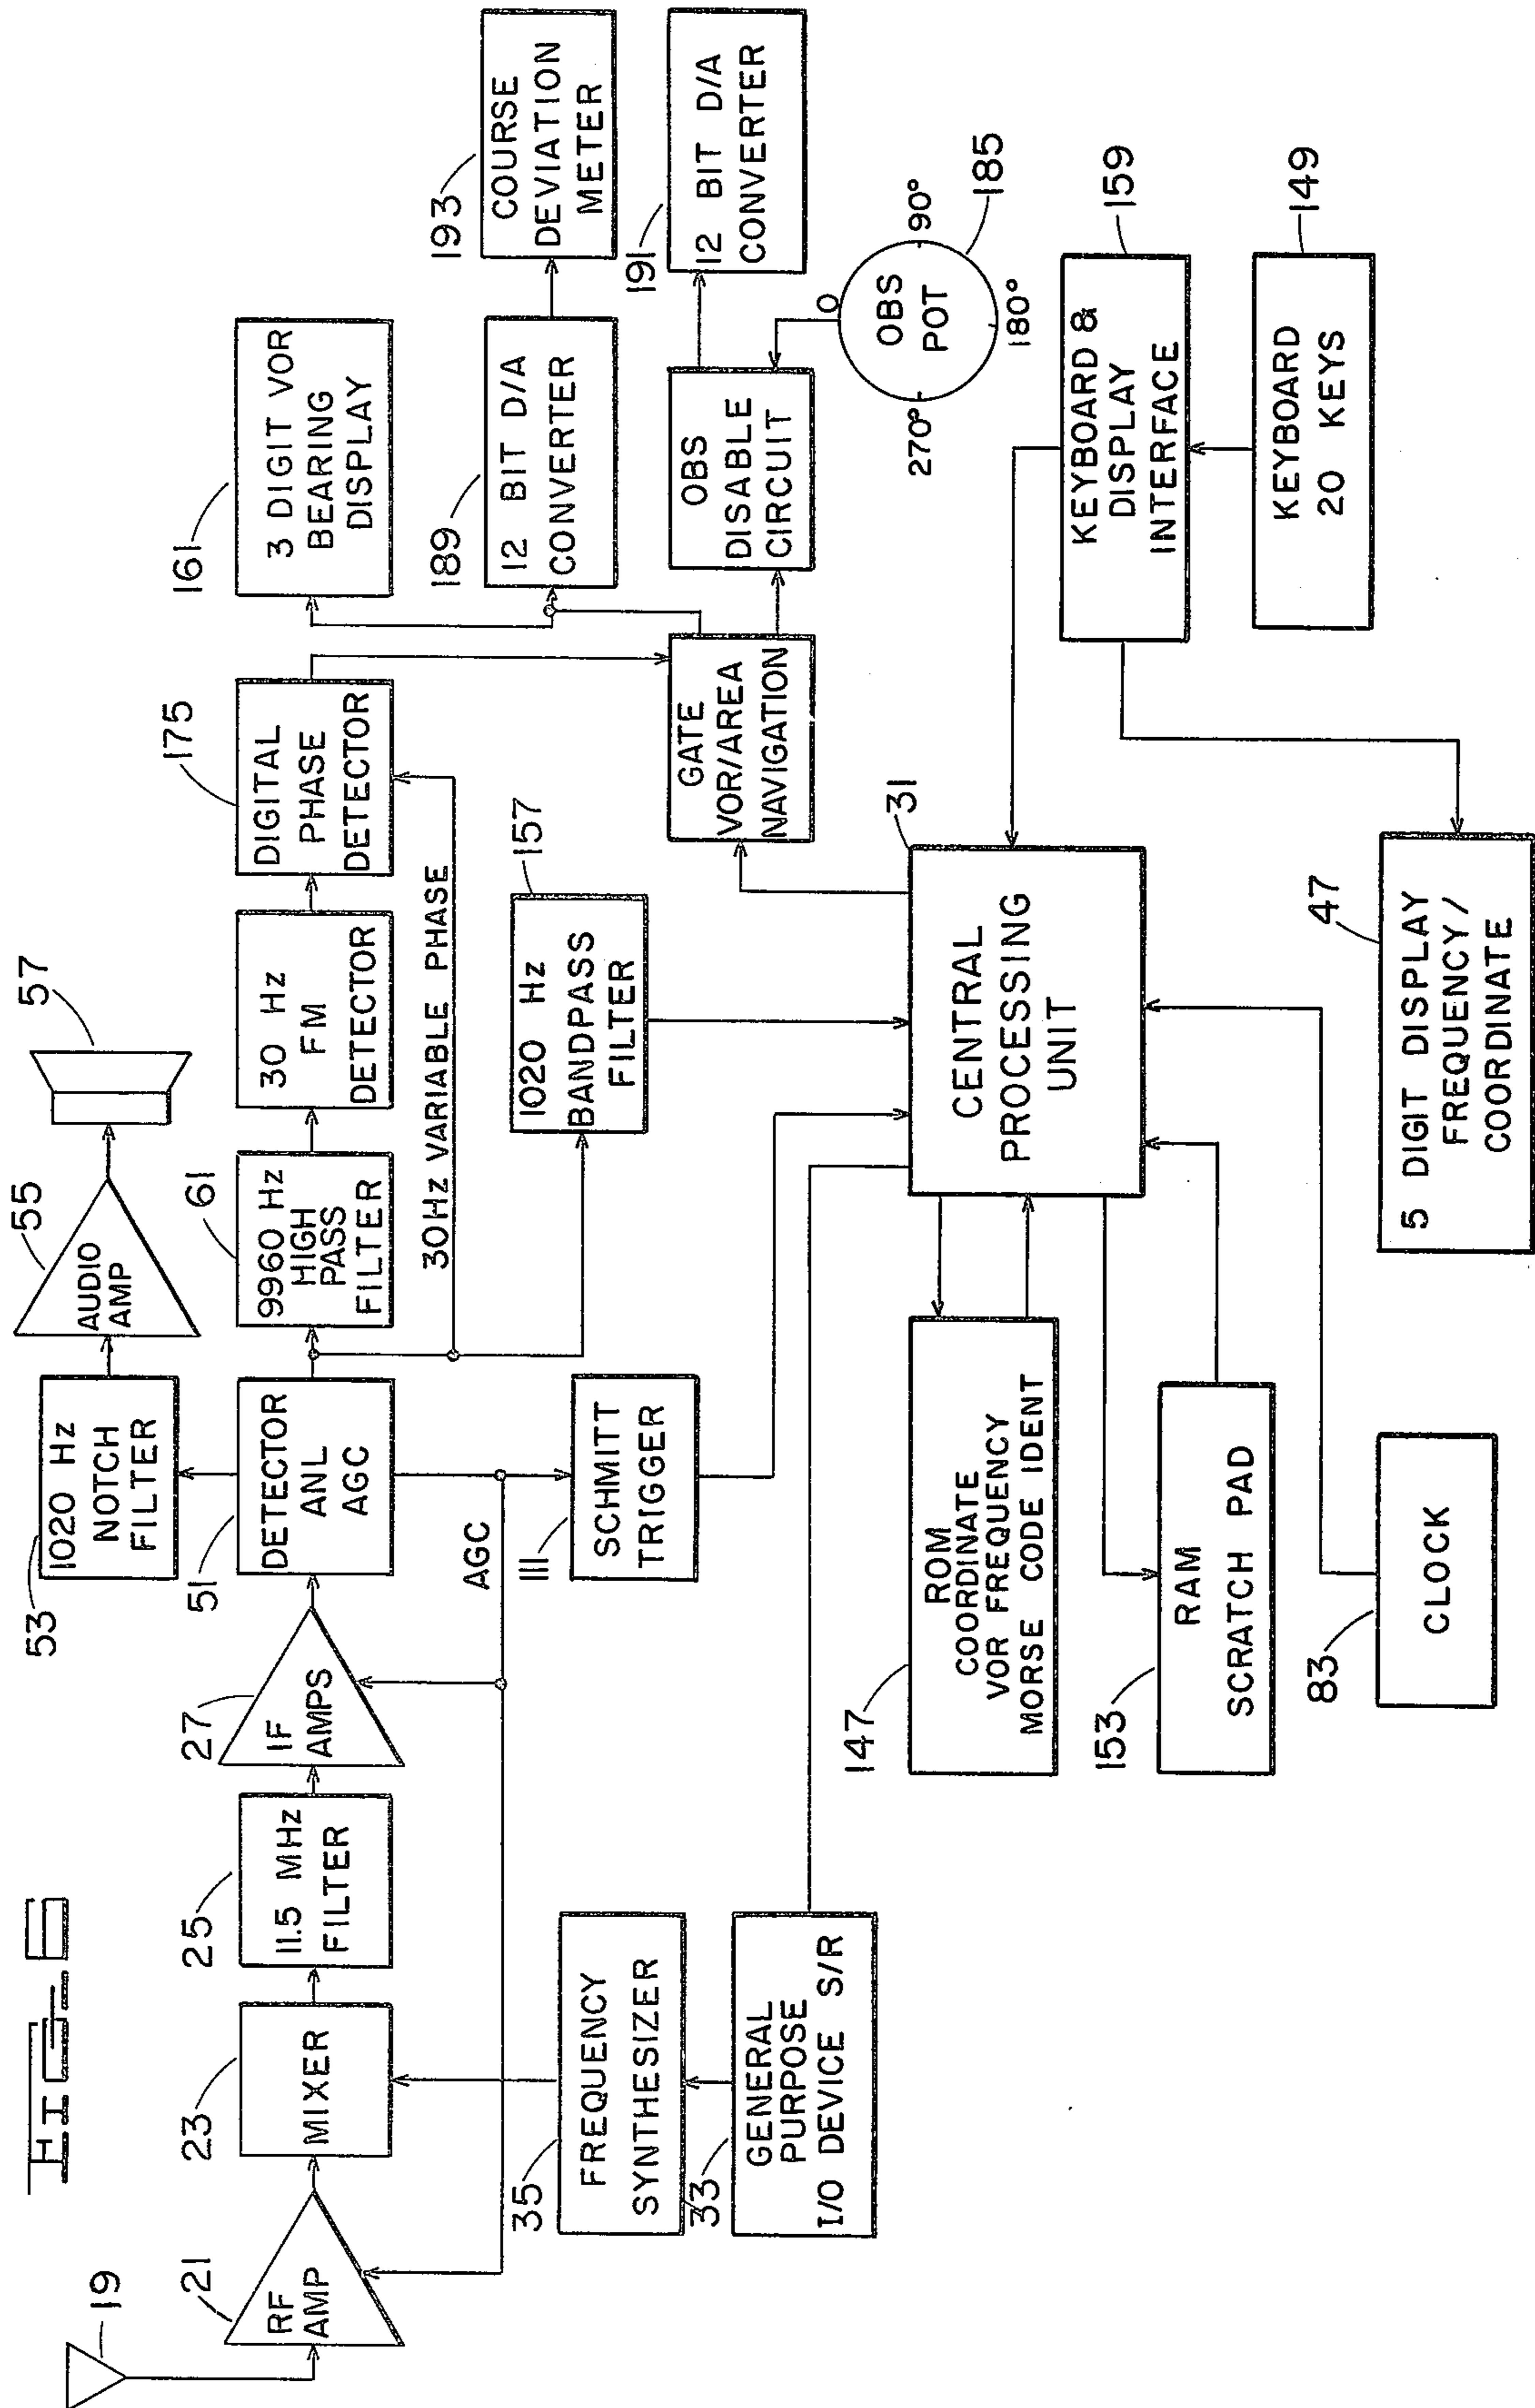 FIG_8
19
21
RF
AMP
23
MIXER
25
11.5 MHz
FILTER
27
IF
AMPS
51
DETECTOR
ANL
AGC
53
1020 Hz
NOTCH
FILTER
55
AUDIO
AMP
57
61
9960 Hz
HIGH
PASS
FILTER
30 Hz
FM
DETECTOR
175
DIGITAL
PHASE
DETECTOR
161
3 DIGIT VOR
BEARING
DISPLAY
30Hz VARIABLE PHASE
189
12 BIT D/A
CONVERTER
193
COURSE
DEVIATION
METER
AGC
35
FREQUENCY
SYNTHESIZER
111
SCHMITT
TRIGGER
157
1020 Hz
BANDPASS
FILTER
GATE
VOR/AREA
NAVIGATION
OBS
DISABLE
CIRCUIT
191
12 BIT D/A
CONVERTER
33
GENERAL
PURPOSE
I/O DEVICE S/R
OBS
POT
0
90°
180°
270°
185
147
ROM
COORDINATE
VOR FREQUENCY
MORSE CODE IDENT
31
CENTRAL
PROCESSING
UNIT
159
KEYBOARD &
DISPLAY
INTERFACE
153
RAM
SCRATCH PAD
149
KEYBOARD
20 KEYS
83
CLOCK
47
5 DIGIT DISPLAY
FREQUENCY/
COORDINATE